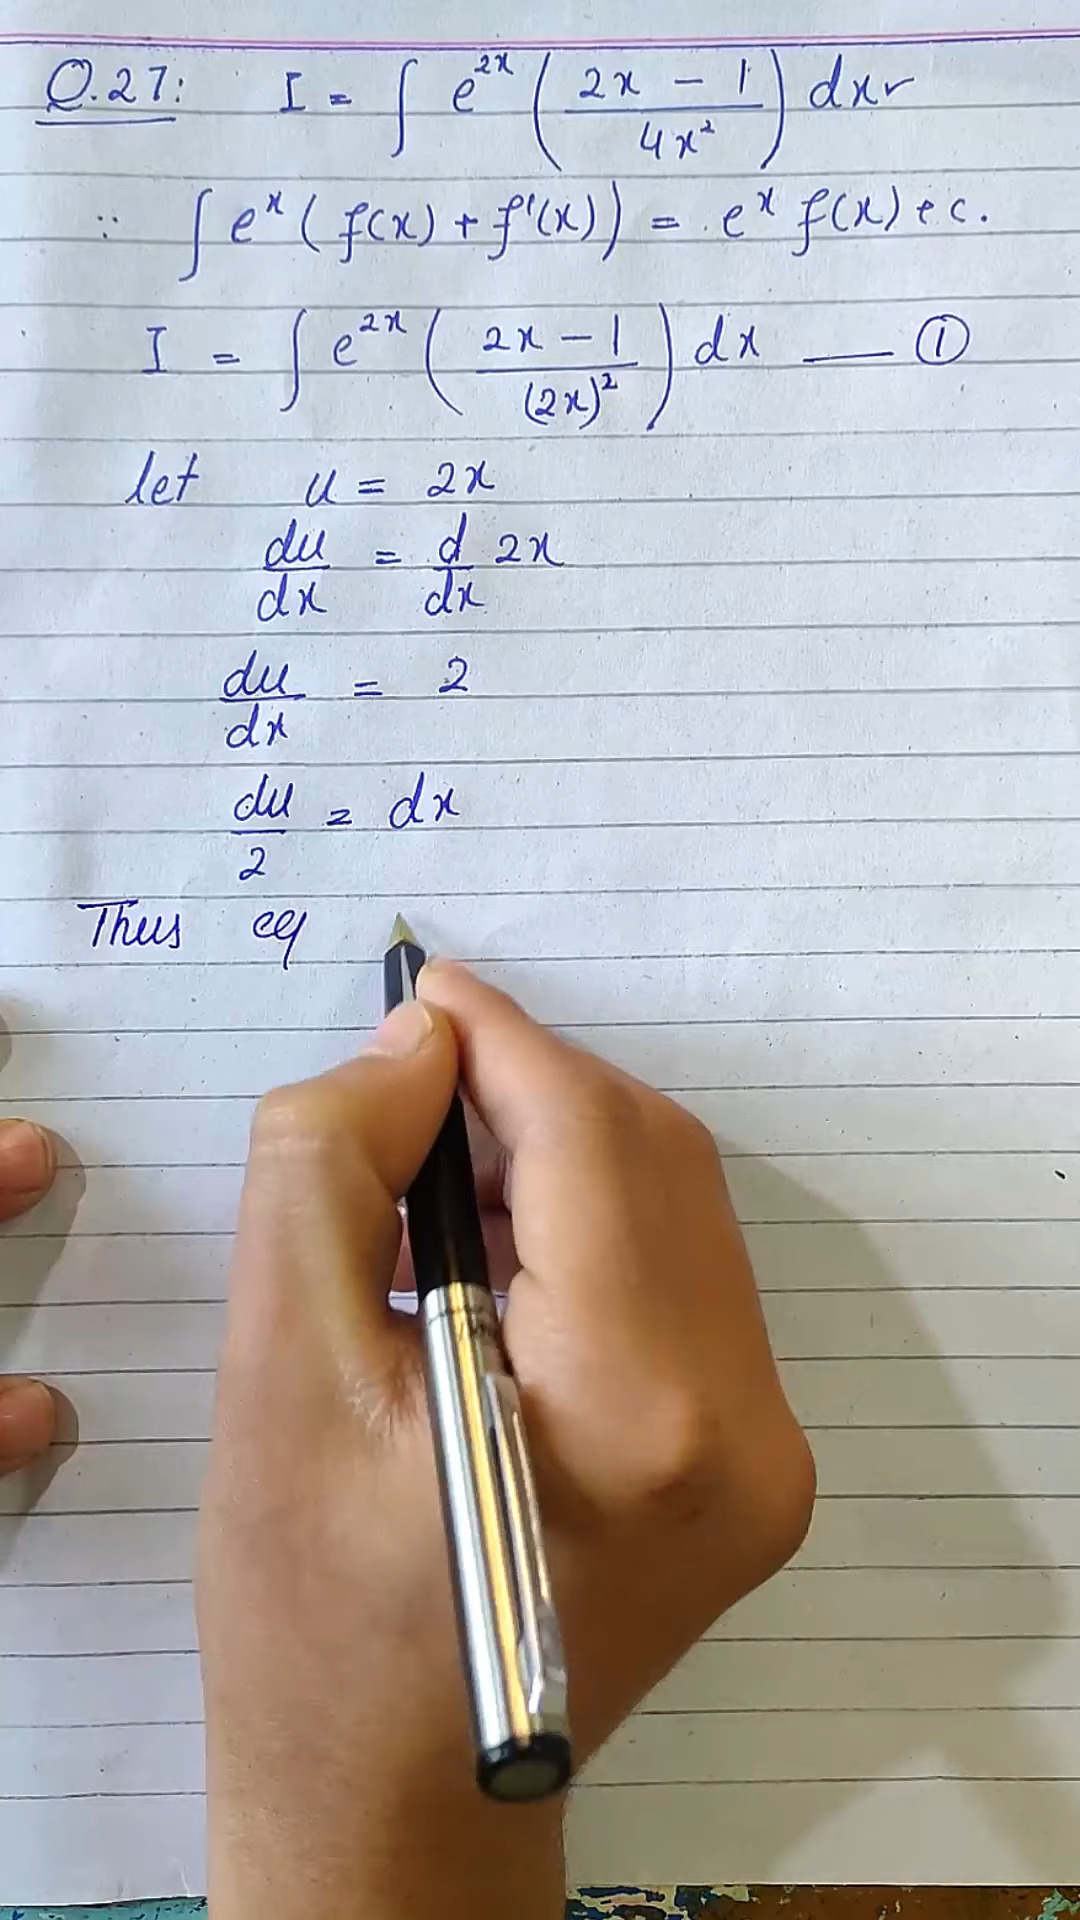 Q.27: I = ∫ e^2x ( 2x - 1 / 4x² ) dx
∵ ∫ e^x ( f(x) + f'(x) ) = e^x f(x) + c.
I = ∫ e^2x ( 2x - 1 / (2x)² ) dx — ①
let u = 2x
du/dx = d/dx 2x
du/dx = 2
du/2 = dx
Thus eq